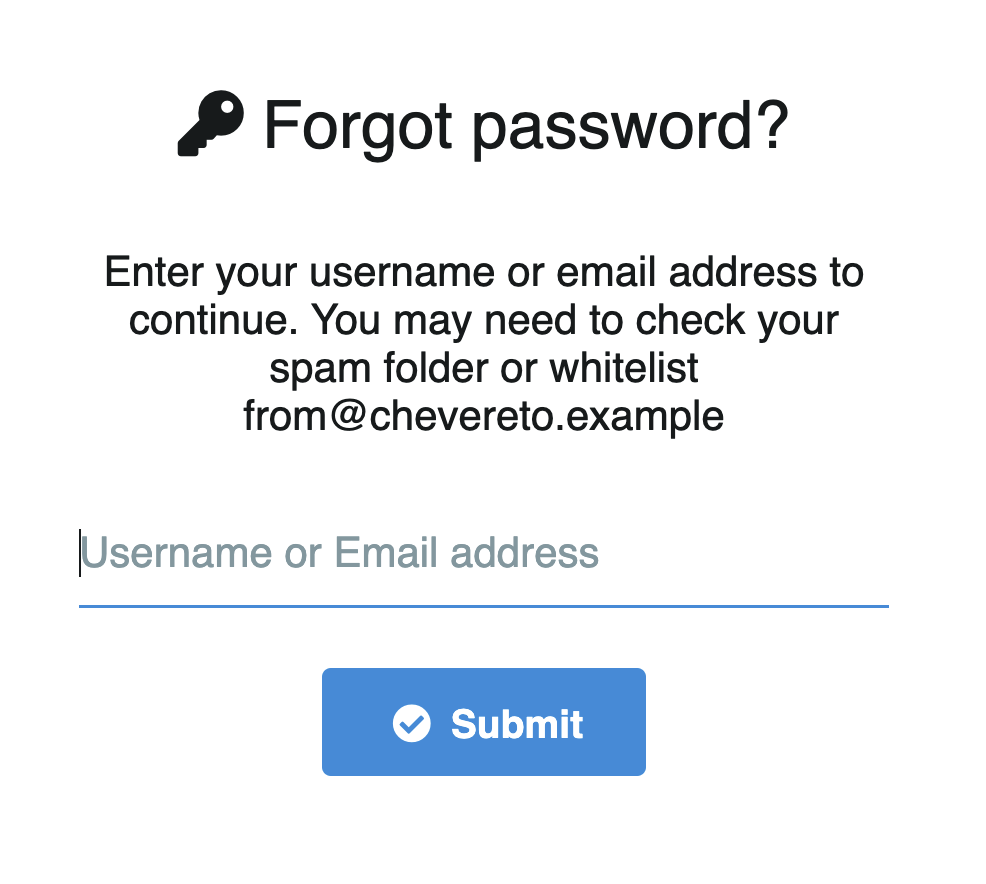 Forgot password?
Enter your username or email address to
continue. You may need to check your
spam folder or whitelist
from@chevereto.example
Username or Email address
Submit